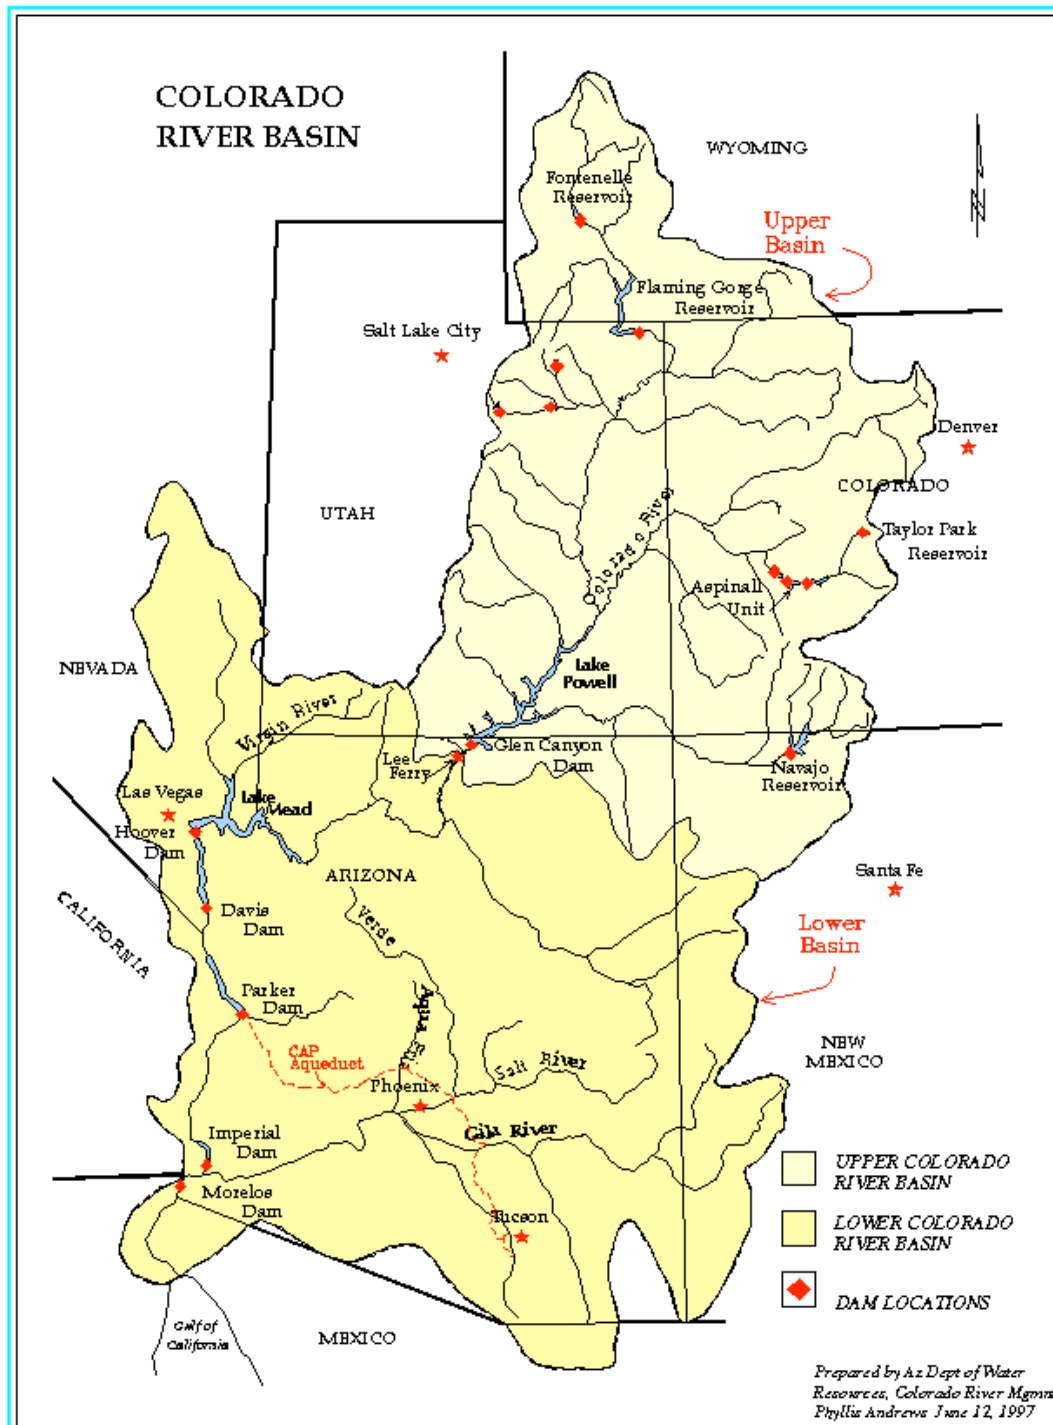 COLORADO
RIVER BASIN
WYOMING
Fontenelle
Reservoir
Upper
Basin
Flaming Gorge
Reservoir
Salt Lake City
Denver
COLORADO
UTAH
Colorado River
Taylor Park
Reservoir
Aspinall
Unit
NEVADA
Lake
Powell
Virgin River
Glen Canyon
Dam
Lee
Ferry
Navajo
Reservoir
Las Vegas
Lake
Mead
Hoover
Dam
ARIZONA
Santa Fe
CALIFORNIA
Davis
Dam
Verde
Lower
Basin
Parker
Dam
Agua
CAP
Aqueduct
Salt River
NEW
MEXICO
Phoenix
Gila River
Imperial
Dam
Morelos
Dam
Tucson
UPPER COLORADO
RIVER BASIN
LOWER COLORADO
RIVER BASIN
DAM LOCATIONS
Gulf of
California
MEXICO
Prepared by Az Dept of Water
Resources, Colorado River Mgmnt
Phyllis Andrews June 12, 1997